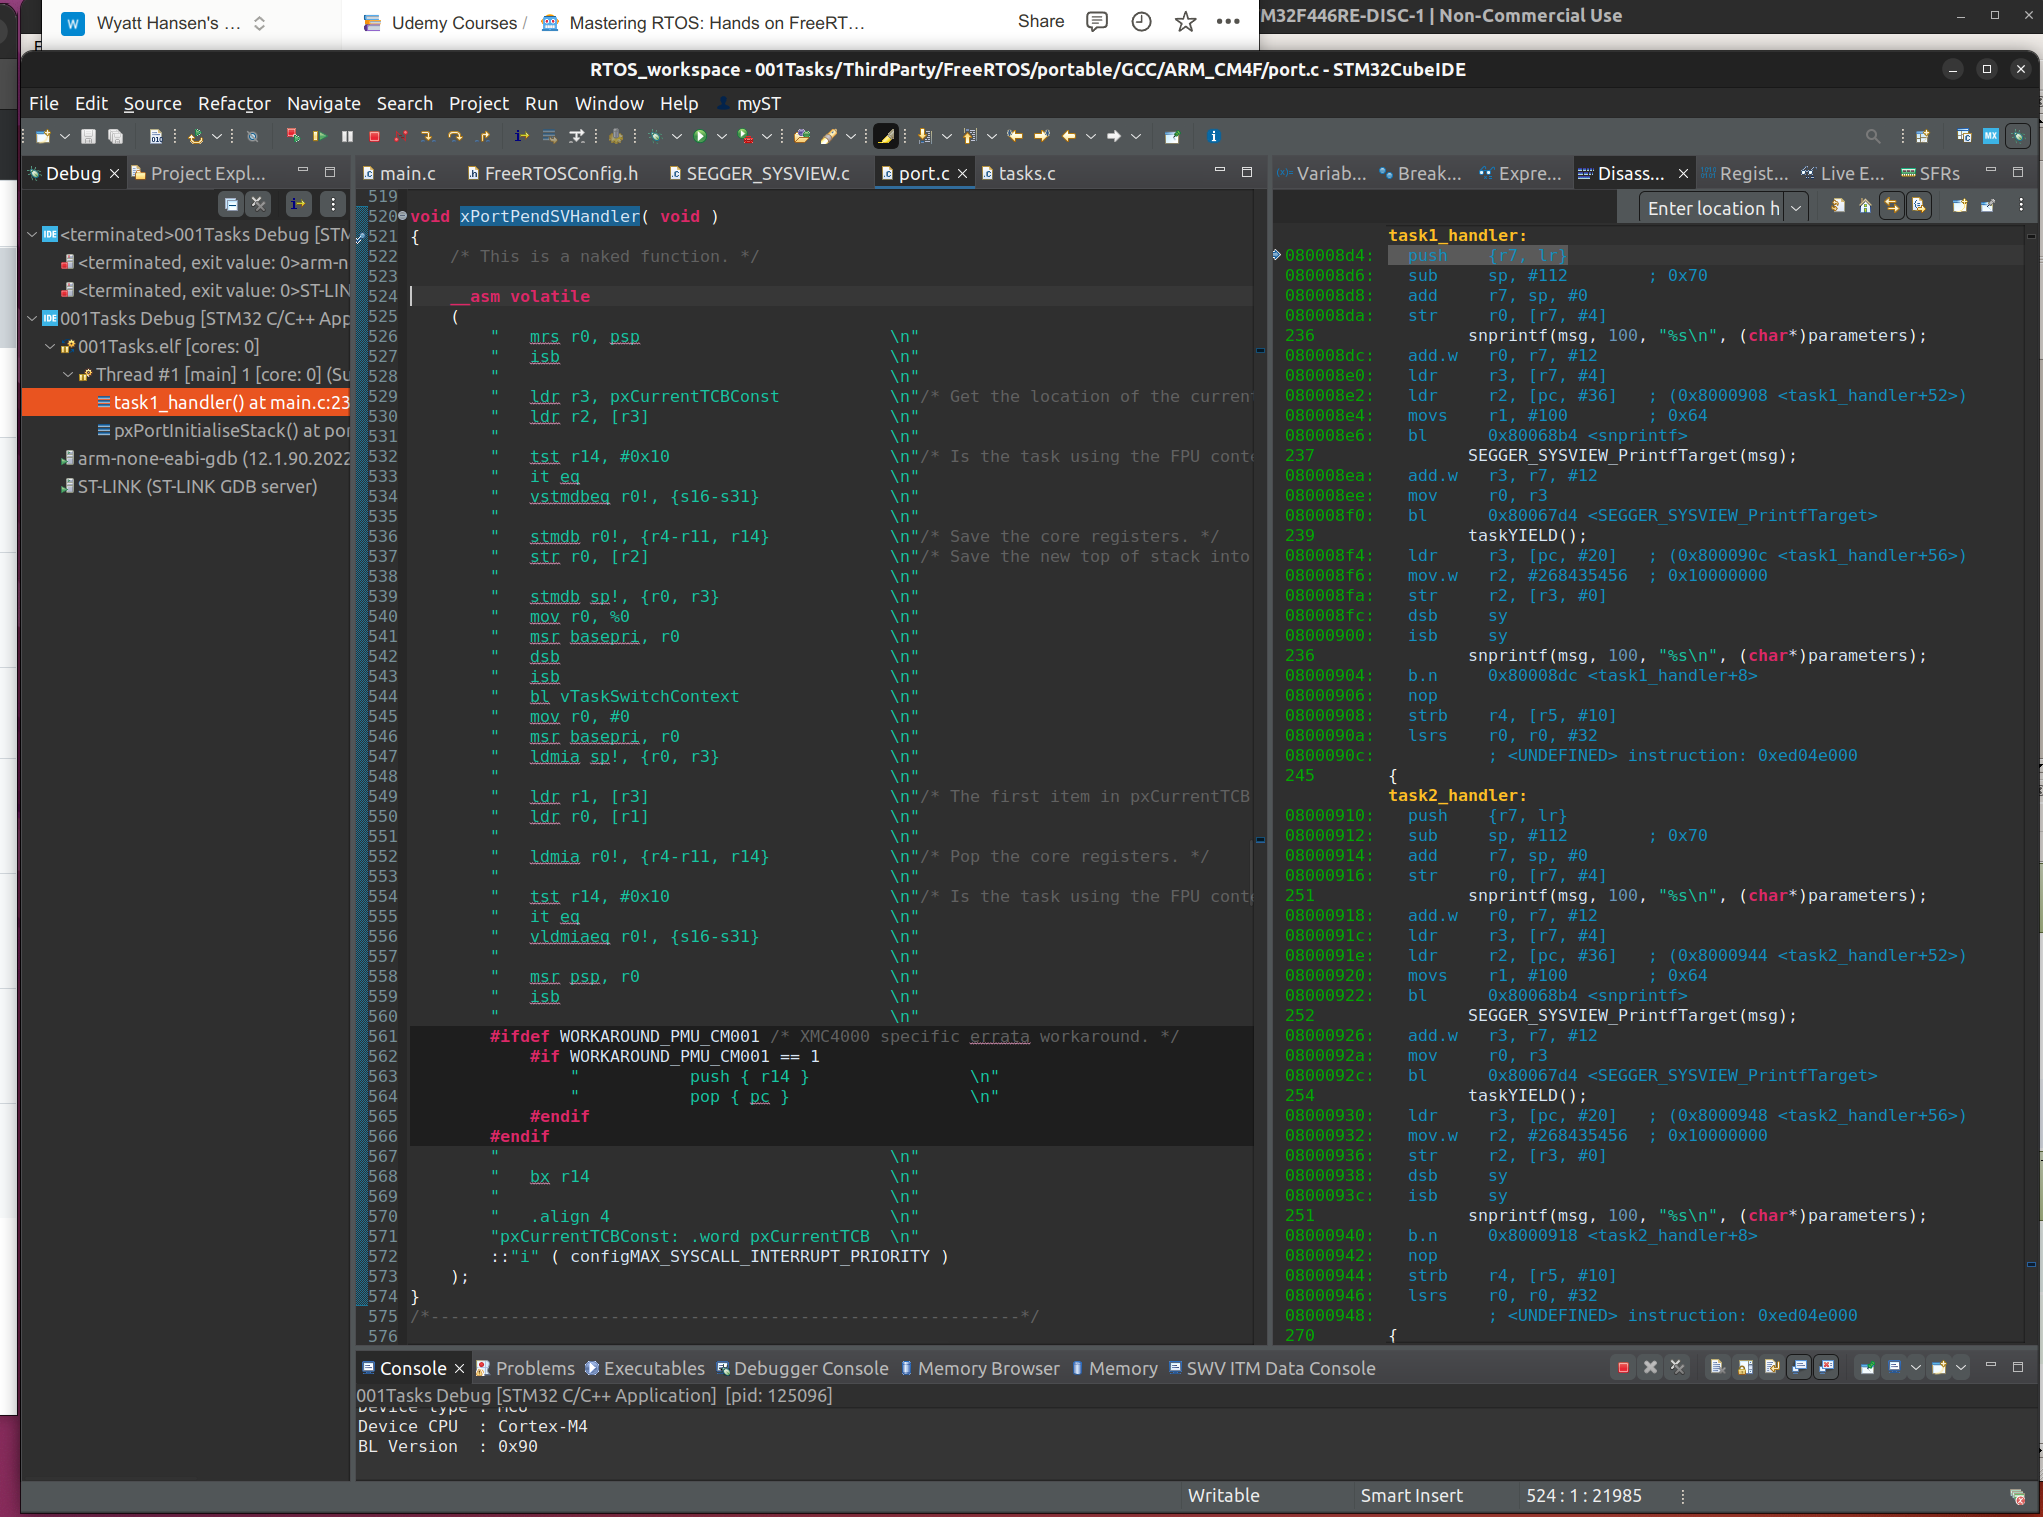 Wyatt Hansen's ...
Udemy Courses /
Mastering RTOS: Hands on FreeRT...
Share
M32F446RE-DISC-1 | Non-Commercial Use
RTOS_workspace - 001Tasks/ThirdParty/FreeRTOS/portable/GCC/ARM_CM4F/port.c - STM32CubeIDE
File Edit Source Refactor Navigate Search Project Run Window Help myST
Debug
Project Expl...
<terminated>001Tasks Debug [STM
<terminated, exit value: 0>arm-n
<terminated, exit value: 0>ST-LIN
001Tasks Debug [STM32 C/C++ App
001Tasks.elf [cores: 0]
Thread #1 [main] 1 [core: 0] (Su
task1_handler() at main.c:23
pxPortInitialiseStack() at por
arm-none-eabi-gdb (12.1.90.2022
ST-LINK (ST-LINK GDB server)
main.c FreeRTOSConfig.h SEGGER_SYSVIEW.c port.c tasks.c
519
520 void xPortPendSVHandler( void )
521 {
522     /* This is a naked function. */
523
524     __asm volatile
525     (
526         "   mrs r0, psp                         \n"
527         "   isb                                 \n"
528         "                                       \n"
529         "   ldr r3, pxCurrentTCBConst           \n"/* Get the location of the curren
530         "   ldr r2, [r3]                        \n"
531         "                                       \n"
532         "   tst r14, #0x10                      \n"/* Is the task using the FPU conte
533         "   it eq                               \n"
534         "   vstmdbeq r0!, {s16-s31}             \n"
535         "                                       \n"
536         "   stmdb r0!, {r4-r11, r14}            \n"/* Save the core registers. */
537         "   str r0, [r2]                        \n"/* Save the new top of stack into
538         "                                       \n"
539         "   stmdb sp!, {r0, r3}                 \n"
540         "   mov r0, %0                          \n"
541         "   msr basepri, r0                     \n"
542         "   dsb                                 \n"
543         "   isb                                 \n"
544         "   bl vTaskSwitchContext               \n"
545         "   mov r0, #0                          \n"
546         "   msr basepri, r0                     \n"
547         "   ldmia sp!, {r0, r3}                 \n"
548         "                                       \n"
549         "   ldr r1, [r3]                        \n"/* The first item in pxCurrentTCB
550         "   ldr r0, [r1]                        \n"
551         "                                       \n"
552         "   ldmia r0!, {r4-r11, r14}            \n"/* Pop the core registers. */
553         "                                       \n"
554         "   tst r14, #0x10                      \n"/* Is the task using the FPU conte
555         "   it eq                               \n"
556         "   vldmiaeq r0!, {s16-s31}             \n"
557         "                                       \n"
558         "   msr psp, r0                         \n"
559         "   isb                                 \n"
560         "                                       \n"
561         #ifdef WORKAROUND_PMU_CM001 /* XMC4000 specific errata workaround. */
562             #if WORKAROUND_PMU_CM001 == 1
563                 "           push { r14 }                \n"
564                 "           pop { pc }                  \n"
565             #endif
566         #endif
567         "                                       \n"
568         "   bx r14                              \n"
569         "                                       \n"
570         "   .align 4                            \n"
571         "pxCurrentTCBConst: .word pxCurrentTCB  \n"
572         ::"i" ( configMAX_SYSCALL_INTERRUPT_PRIORITY )
573     );
574 }
575 /*-----------------------------------------------------------*/
576
Variab... Break... Expre... Disass... Regist... Live E... SFRs
Enter location h
task1_handler:
080008d4: push {r7, lr}
080008d6: sub sp, #112 ; 0x70
080008d8: add r7, sp, #0
080008da: str r0, [r7, #4]
236 snprintf(msg, 100, "%s\n", (char*)parameters);
080008dc: add.w r0, r7, #12
080008e0: ldr r3, [r7, #4]
080008e2: ldr r2, [pc, #36] ; (0x8000908 <task1_handler+52>)
080008e4: movs r1, #100 ; 0x64
080008e6: bl 0x80068b4 <snprintf>
237 SEGGER_SYSVIEW_PrintfTarget(msg);
080008ea: add.w r3, r7, #12
080008ee: mov r0, r3
080008f0: bl 0x80067d4 <SEGGER_SYSVIEW_PrintfTarget>
239 taskYIELD();
080008f4: ldr r3, [pc, #20] ; (0x800090c <task1_handler+56>)
080008f6: mov.w r2, #268435456 ; 0x10000000
080008fa: str r2, [r3, #0]
080008fc: dsb sy
08000900: isb sy
236 snprintf(msg, 100, "%s\n", (char*)parameters);
08000904: b.n 0x80008dc <task1_handler+8>
08000906: nop
08000908: strb r4, [r5, #10]
0800090a: lsrs r0, r0, #32
0800090c: ; <UNDEFINED> instruction: 0xed04e000
245 {
task2_handler:
08000910: push {r7, lr}
08000912: sub sp, #112 ; 0x70
08000914: add r7, sp, #0
08000916: str r0, [r7, #4]
251 snprintf(msg, 100, "%s\n", (char*)parameters);
08000918: add.w r0, r7, #12
0800091c: ldr r3, [r7, #4]
0800091e: ldr r2, [pc, #36] ; (0x8000944 <task2_handler+52>)
08000920: movs r1, #100 ; 0x64
08000922: bl 0x80068b4 <snprintf>
252 SEGGER_SYSVIEW_PrintfTarget(msg);
08000926: add.w r3, r7, #12
0800092a: mov r0, r3
0800092c: bl 0x80067d4 <SEGGER_SYSVIEW_PrintfTarget>
254 taskYIELD();
08000930: ldr r3, [pc, #20] ; (0x8000948 <task2_handler+56>)
08000932: mov.w r2, #268435456 ; 0x10000000
08000936: str r2, [r3, #0]
08000938: dsb sy
0800093c: isb sy
251 snprintf(msg, 100, "%s\n", (char*)parameters);
08000940: b.n 0x8000918 <task2_handler+8>
08000942: nop
08000944: strb r4, [r5, #10]
08000946: lsrs r0, r0, #32
08000948: ; <UNDEFINED> instruction: 0xed04e000
270 {
Console Problems Executables Debugger Console Memory Browser Memory SWV ITM Data Console
001Tasks Debug [STM32 C/C++ Application] [pid: 125096]
Device type : MCU
Device CPU : Cortex-M4
BL Version : 0x90
Writable Smart Insert 524 : 1 : 21985